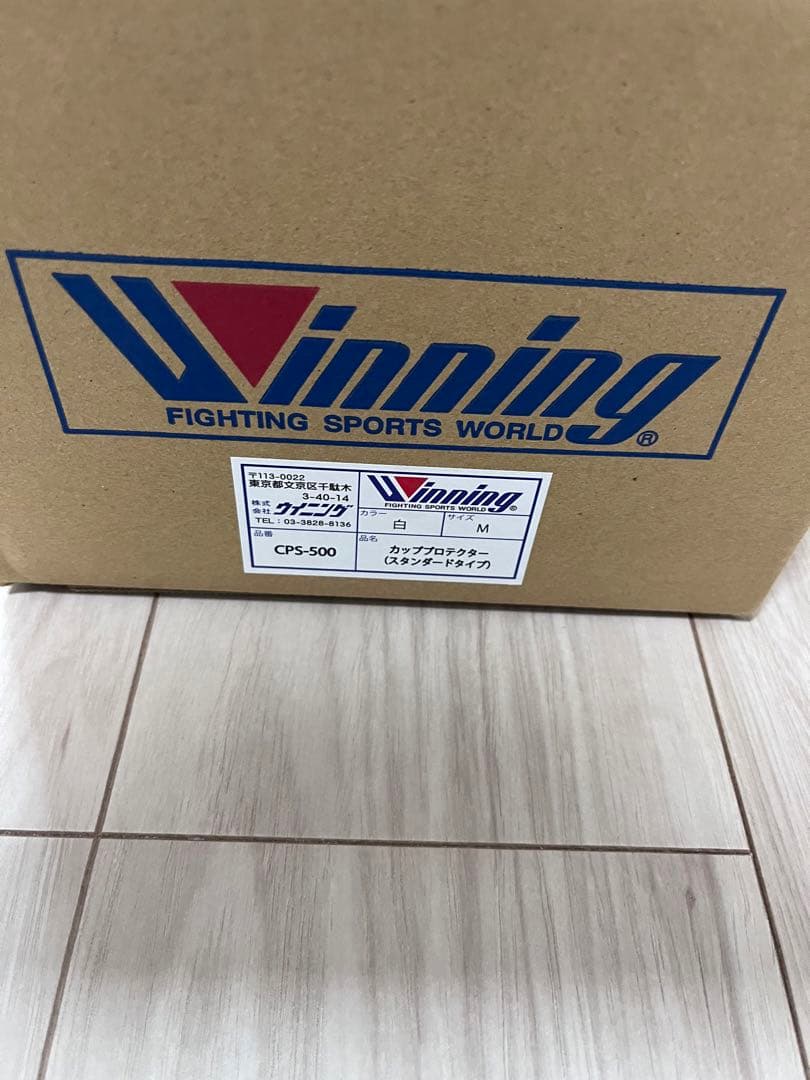 Winning®
FIGHTING SPORTS WORLD
〒113-0022
東京都文京区千駄木
3-40-14
株式会社 ウイニング
TEL：03-3828-8136
Winning®
FIGHTING SPORTS WORLD
カラー 白 サイズ M
品番 CPS-500
品名 カッププロテクター
(スタンダードタイプ)